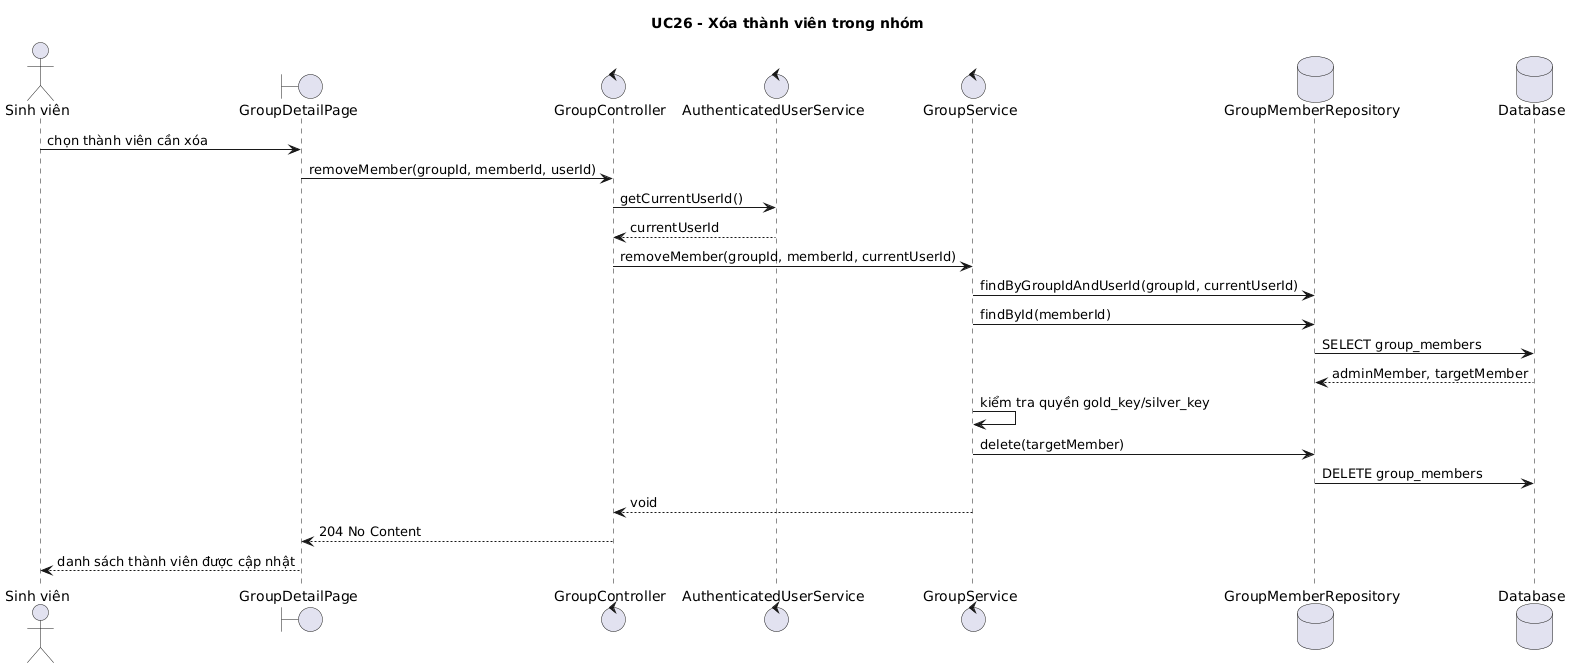 UC26 - Xóa thành viên trong nhóm
Sinh viên
GroupDetailPage
GroupController
AuthenticatedUserService
GroupService
GroupMemberRepository
Database
chọn thành viên cần xóa
removeMember(groupId, memberId, userId)
getCurrentUserId()
currentUserId
removeMember(groupId, memberId, currentUserId)
findByGroupIdAndUserId(groupId, currentUserId)
findById(memberId)
SELECT group_members
adminMember, targetMember
kiểm tra quyền gold_key/silver_key
delete(targetMember)
DELETE group_members
void
204 No Content
danh sách thành viên được cập nhật
Sinh viên
GroupDetailPage
GroupController
AuthenticatedUserService
GroupService
GroupMemberRepository
Database